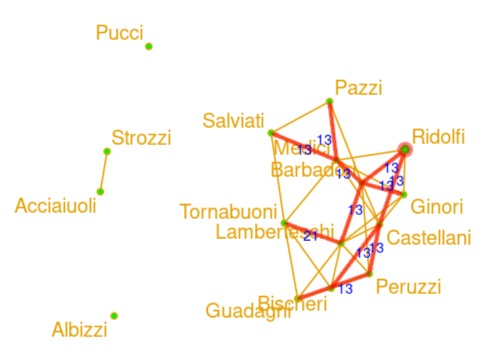 Pucci
Pazzi
Salviati
Ridolfi
Strozzi
13
13
Medici
Barbadori
13
13
13
13
Acciaiuoli
Ginori
Tornabuoni
13
Lamberteschi
21
Castellani
13
13
Peruzzi
13
Bischeri
Guadagni
Albizzi